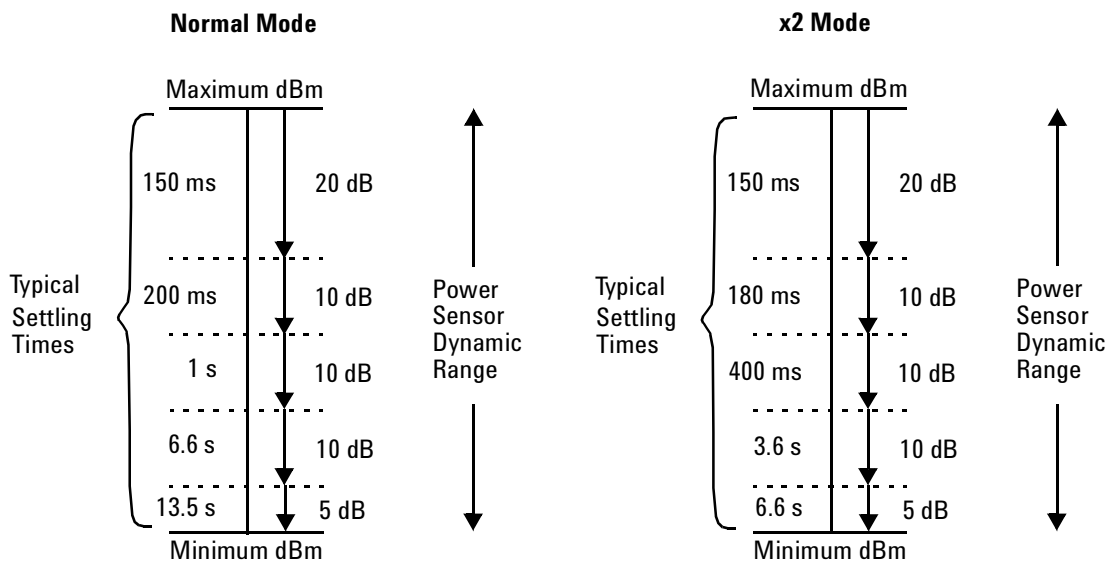 Normal Mode
Maximum dBm
150 ms
20 dB
200 ms
10 dB
1 s
10 dB
6.6 s
10 dB
13.5 s
5 dB
Minimum dBm
Typical
Settling
Times
Power
Sensor
Dynamic
Range
x2 Mode
Maximum dBm
150 ms
20 dB
180 ms
10 dB
400 ms
10 dB
3.6 s
10 dB
6.6 s
5 dB
Minimum dBm
Typical
Settling
Times
Power
Sensor
Dynamic
Range